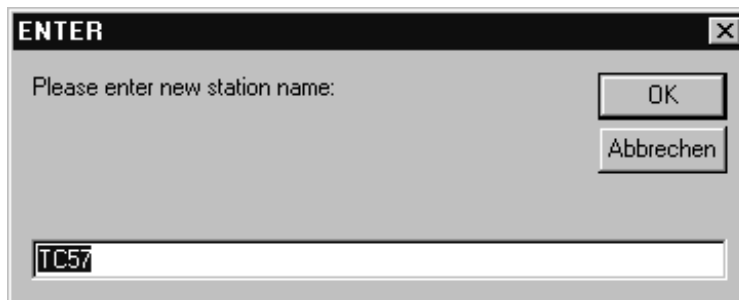 ENTER
Please enter new station name:
OK
Abbrechen
TC57